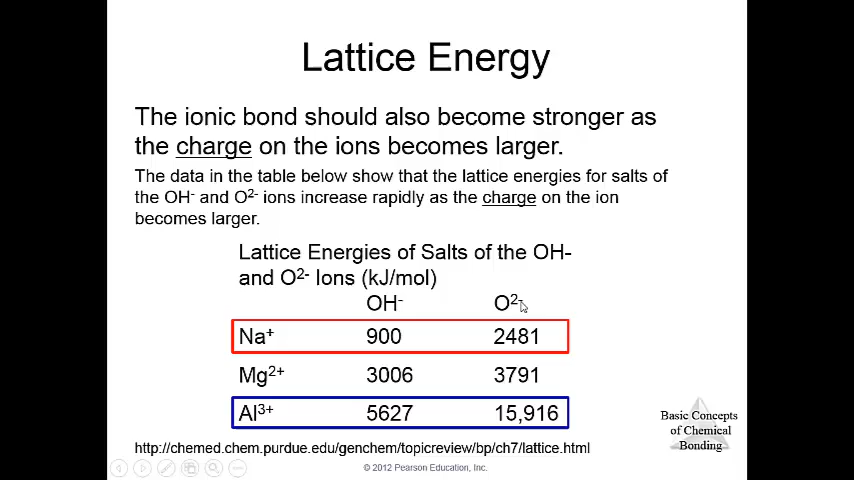 Lattice Energy
The ionic bond should also become stronger as
the charge on the ions becomes larger.
The data in the table below show that the lattice energies for salts of
the OH⁻ and O²⁻ ions increase rapidly as the charge on the ion
becomes larger.
Lattice Energies of Salts of the OH-
and O²⁻ Ions (kJ/mol)
OH⁻ O²⁻
Na⁺ 900 2481
Mg²⁺ 3006 3791
Al³⁺ 5627 15,916
Basic Concepts
of Chemical
Bonding
http://chemed.chem.purdue.edu/genchem/topicreview/bp/ch7/lattice.html
© 2012 Pearson Education, Inc.